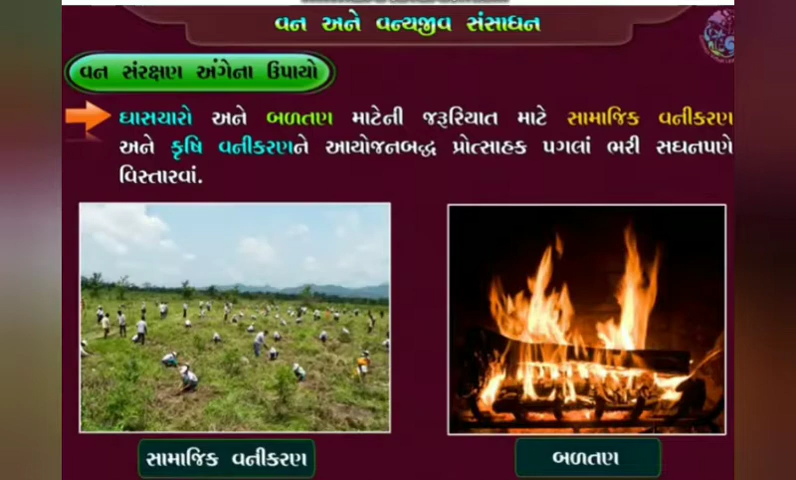 વન અને વન્યજીવ સંસાધન
વન સંરક્ષણ અંગેના ઉપાયો
ઘાસચારો અને બળતણ માટેની જરૂરિયાત માટે સામાજિક વનીકરણ
અને કૃષિ વનીકરણને આયોજનબદ્ધ પ્રોત્સાહક પગલાં ભરી સઘનપણે
વિસ્તારવાં.
સામાજિક વનીકરણ
બળતણ